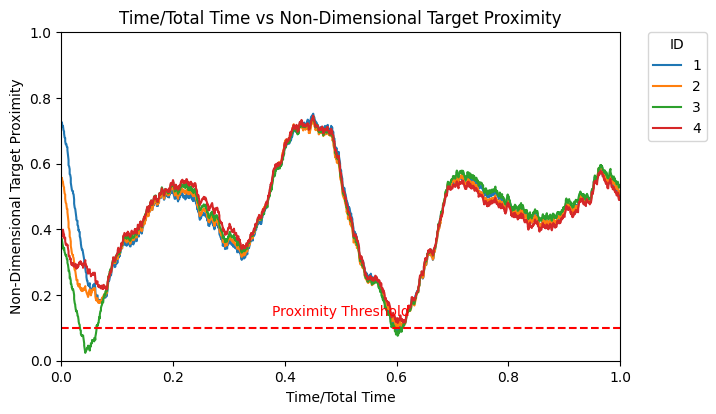 Time/Total Time vs Non-Dimensional Target Proximity
ID
1
2
3
4
Non-Dimensional Target Proximity
1.0
0.8
0.6
0.4
0.2
0.0
Proximity Threshold
0.0 0.2 0.4 0.6 0.8 1.0
Time/Total Time